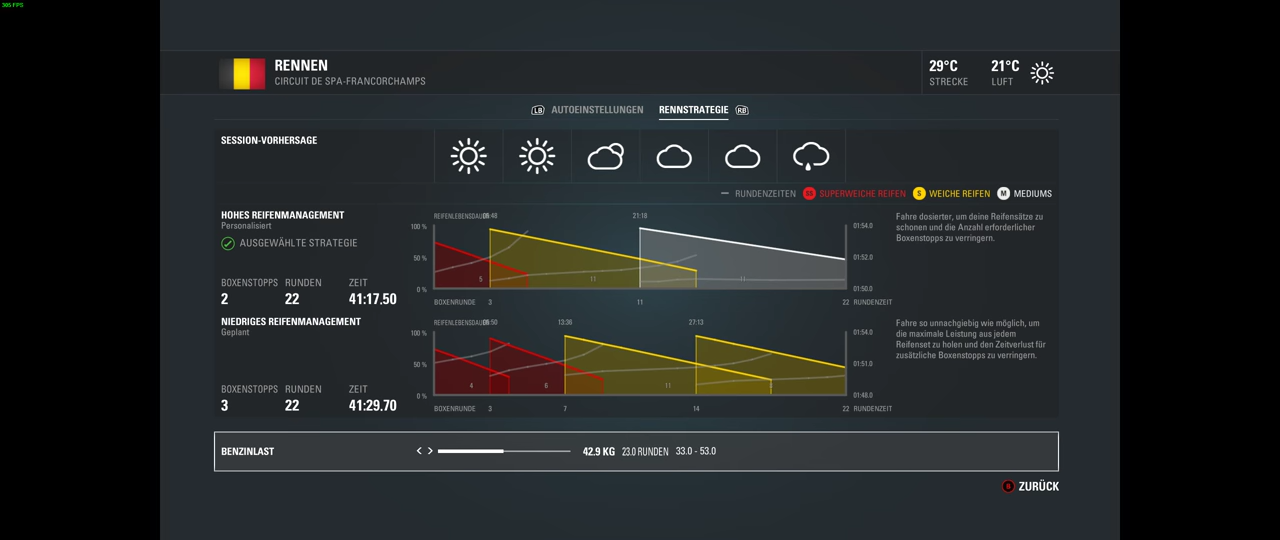 305 FPS
RENNEN
CIRCUIT DE SPA-FRANCORCHAMPS
29°C
STRECKE
21°C
LUFT
LB AUTOEINSTELLUNGEN RENNSTRATEGIE RB
SESSION-VORHERSAGE
RUNDENZEITEN SS SUPERWEICHE REIFEN S WEICHE REIFEN M MEDIUMS
HOHES REIFENMANAGEMENT
Personalisiert
AUSGEWÄHLTE STRATEGIE
BOXENSTOPPS RUNDEN ZEIT
2 22 41:17.50
REIFENLEBENSDAUER 21:18
100 %
50 %
0 %
5 11 11
01:54.0
01:52.0
01:50.0
BOXENRUNDE 3 11 22 RUNDENZEIT
Fahre dosierter, um deine Reifensätze zu
schonen und die Anzahl erforderlicher
Boxenstopps zu verringern.
NIEDRIGES REIFENMANAGEMENT
Geplant
BOXENSTOPPS RUNDEN ZEIT
3 22 41:29.70
REIFENLEBENSDAUER 13:36 27:13
100 %
50 %
0 %
4 6 11
01:54.0
01:51.0
01:48.0
BOXENRUNDE 3 7 14 22 RUNDENZEIT
Fahre so unnachgiebig wie möglich, um
die maximale Leistung aus jedem
Reifenset zu holen und den Zeitverlust für
zusätzliche Boxenstopps zu verringern.
BENZINLAST < > 42.9 KG 23.0 RUNDEN 33.0 - 53.0
B ZURÜCK